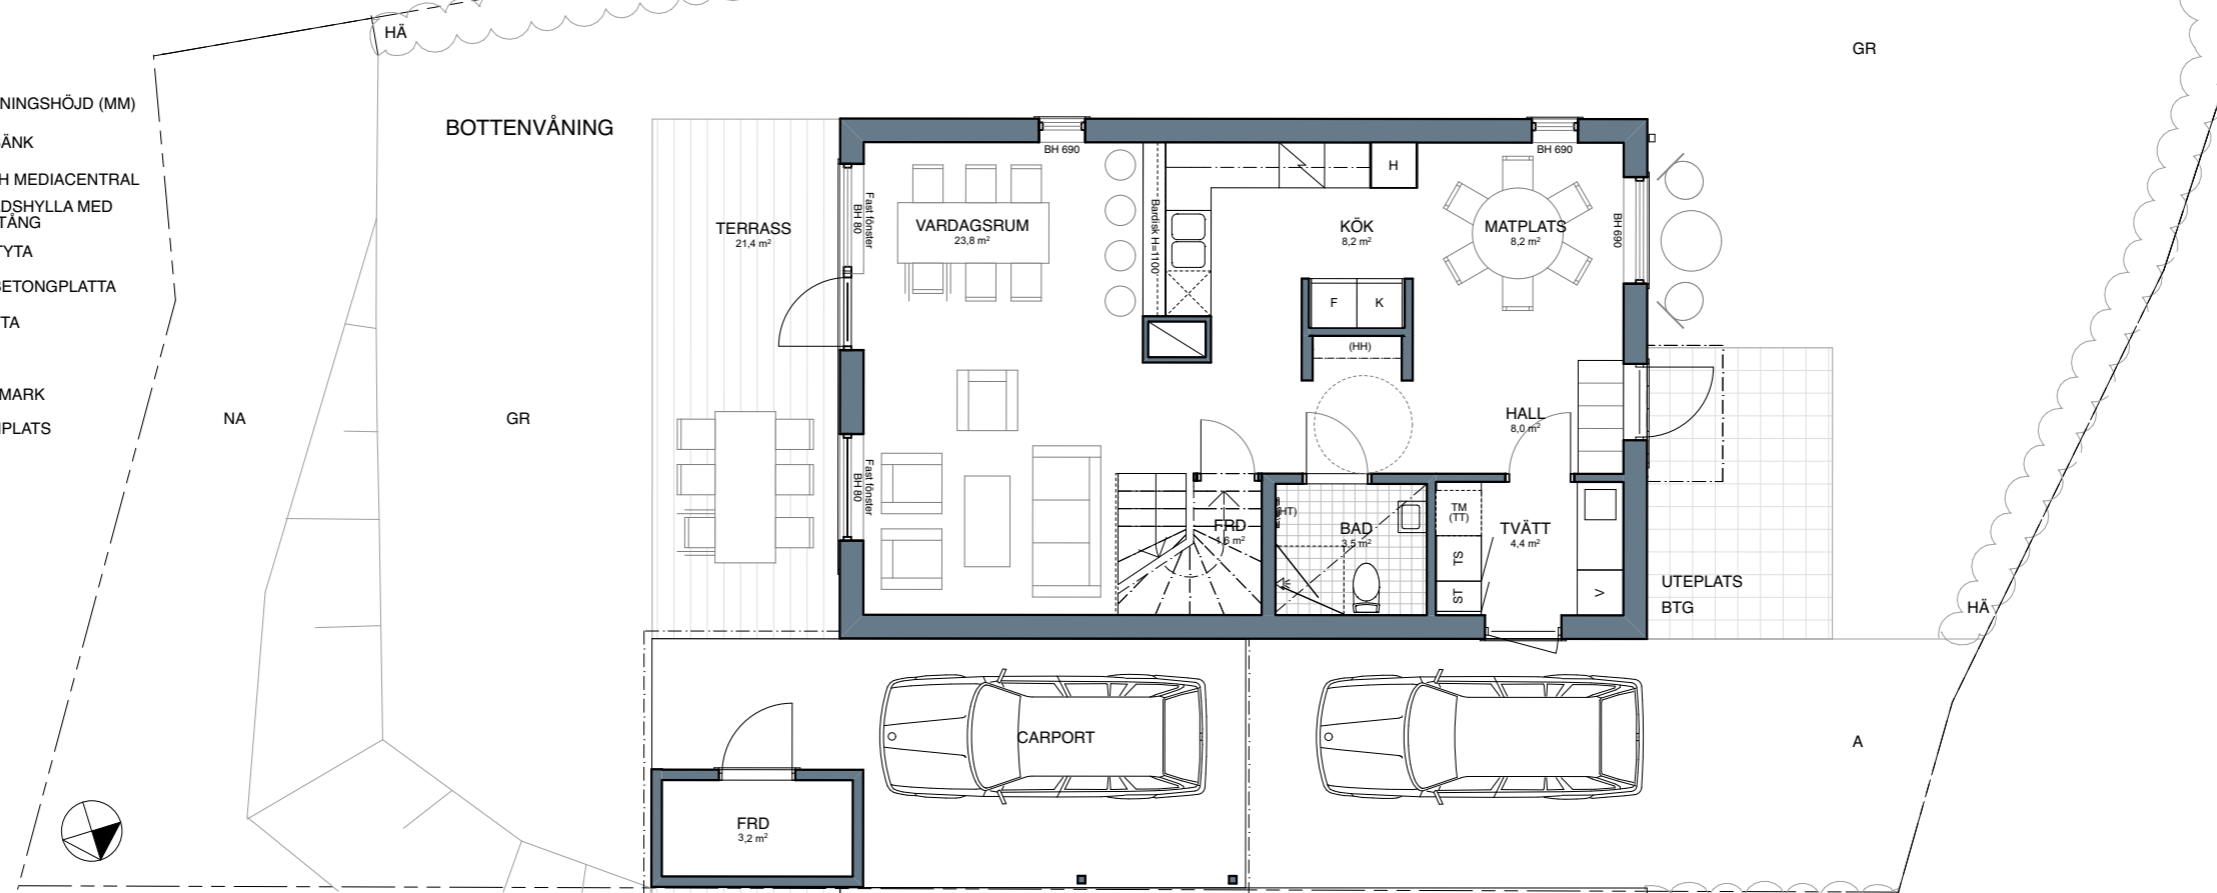 HÄ
GR
NINGSHÖJD (MM)
ÄNK
H MEDIACENTRAL
DSHYLLA MED
TÅNG
TYTA
BETONGPLATTA
TA
MARK
IPLATS
NA
GR
BOTTENVÅNING
BH 690
BH 690
H
TERRASS
21,4 m²
Fast fönster
BH 80
VARDAGSRUM
23,8 m²
Bardisk H=1100
KÖK
8,2 m²
MATPLATS
8,2 m²
BH 690
F
K
(HH)
HALL
8,0 m²
Fast fönster
BH 80
FRD
1,6 m²
(HT)
BAD
3,5 m²
TM
(TT)
TS
ST
TVÄTT
4,4 m²
V
UTEPLATS
BTG
HÄ
CARPORT
A
FRD
3,2 m²